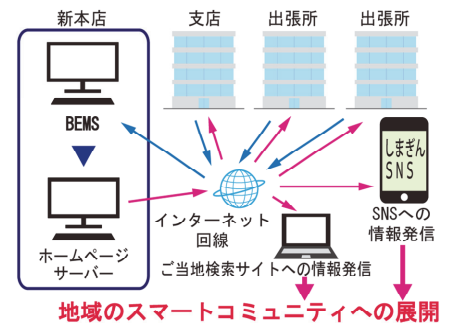 新本店
支店
出張所
出張所
BEMS
しまぎん
SNS
インターネット
回線
SNSへの
情報発信
ホームページ
サーバー
ご当地検索サイトへの情報発信
地域のスマートコミュニティへの展開